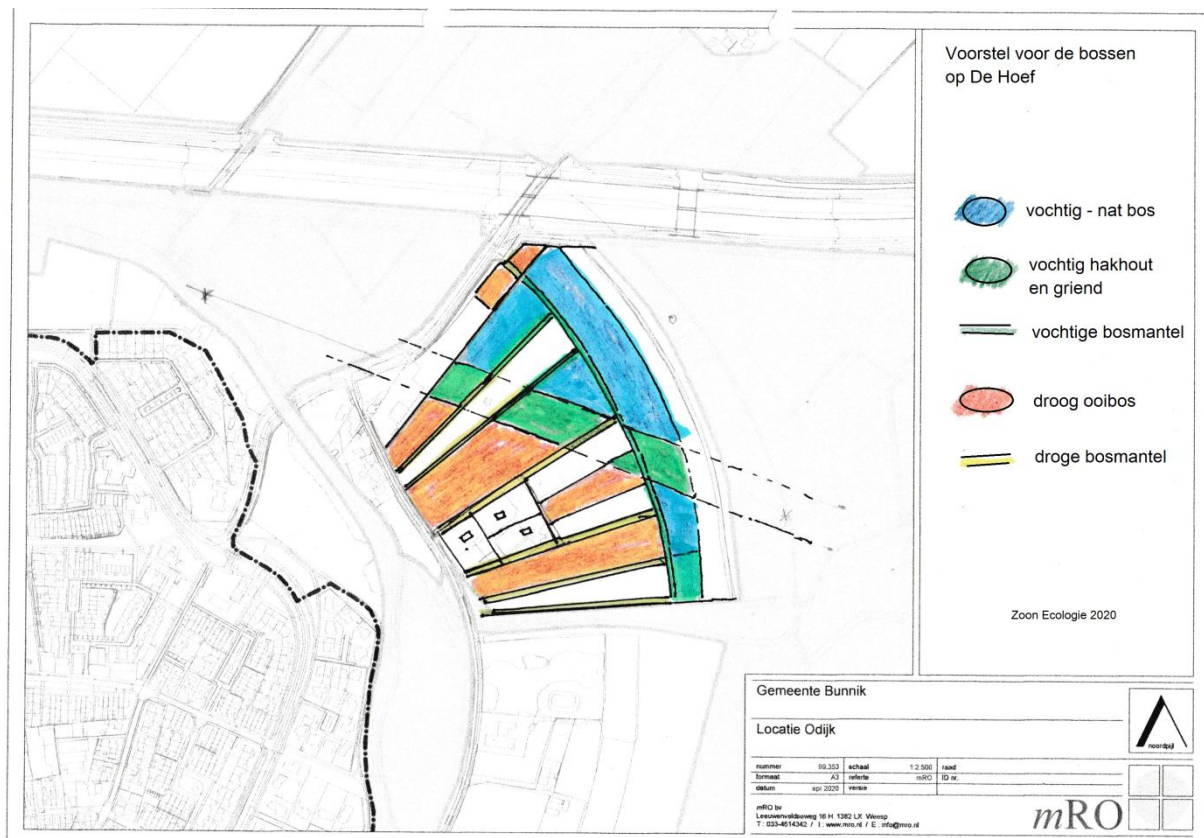 Voorstel voor de bossen
op De Hoef
vochtig - nat bos
vochtig hakhout
en griend
vochtige bosmantel
droog ooibos
droge bosmantel
Zoon Ecologie 2020
Gemeente Bunnik
Locatie Odijk
noordpijl
nummer 99.353 schaal 1:2.500 raad
formaat A3 referte mRO ID nr.
datum apr 2020 versie
mRO bv
Leeuwenveldseweg 16 H 1382 LX Weesp
T : 033-4614342 / I : www.mro.nl / E : info@mro.nl
mRO